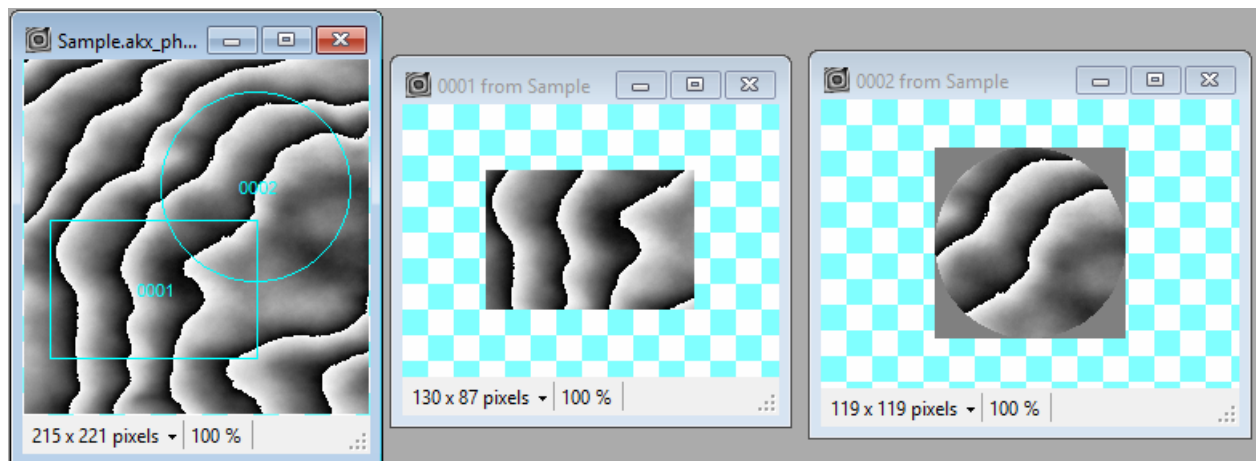 Sample.akx_ph...
0002
0001
215 x 221 pixels
100 %
0001 from Sample
130 x 87 pixels
100 %
0002 from Sample
119 x 119 pixels
100 %